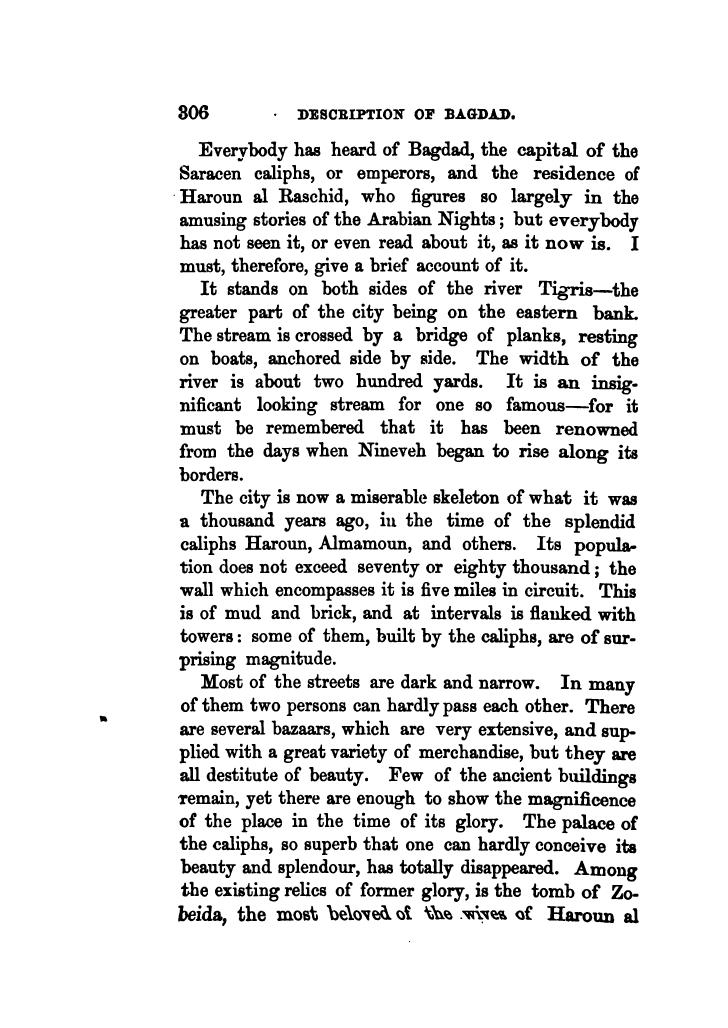 306 DESCRIPTION OF BAGDAD.
Everybody has heard of Bagdad, the capital of the
Saracen caliphs, or emperors, and the residence of
Haroun al Raschid, who figures so largely in the
amusing stories of the Arabian Nights; but everybody
has not seen it, or even read about it, as it now is. I
must, therefore, give a brief account of it.
It stands on both sides of the river Tigris—the
greater part of the city being on the eastern bank.
The stream is crossed by a bridge of planks, resting
on boats, anchored side by side. The width of the
river is about two hundred yards. It is an insig-
nificant looking stream for one so famous—for it
must be remembered that it has been renowned
from the days when Nineveh began to rise along its
borders.
The city is now a miserable skeleton of what it was
a thousand years ago, in the time of the splendid
caliphs Haroun, Almamoun, and others. Its popula-
tion does not exceed seventy or eighty thousand; the
wall which encompasses it is five miles in circuit. This
is of mud and brick, and at intervals is flanked with
towers: some of them, built by the caliphs, are of sur-
prising magnitude.
Most of the streets are dark and narrow. In many
of them two persons can hardly pass each other. There
are several bazaars, which are very extensive, and sup-
plied with a great variety of merchandise, but they are
all destitute of beauty. Few of the ancient buildings
remain, yet there are enough to show the magnificence
of the place in the time of its glory. The palace of
the caliphs, so superb that one can hardly conceive its
beauty and splendour, has totally disappeared. Among
the existing relics of former glory, is the tomb of Zo-
beida, the most beloved of the wives of Haroun al